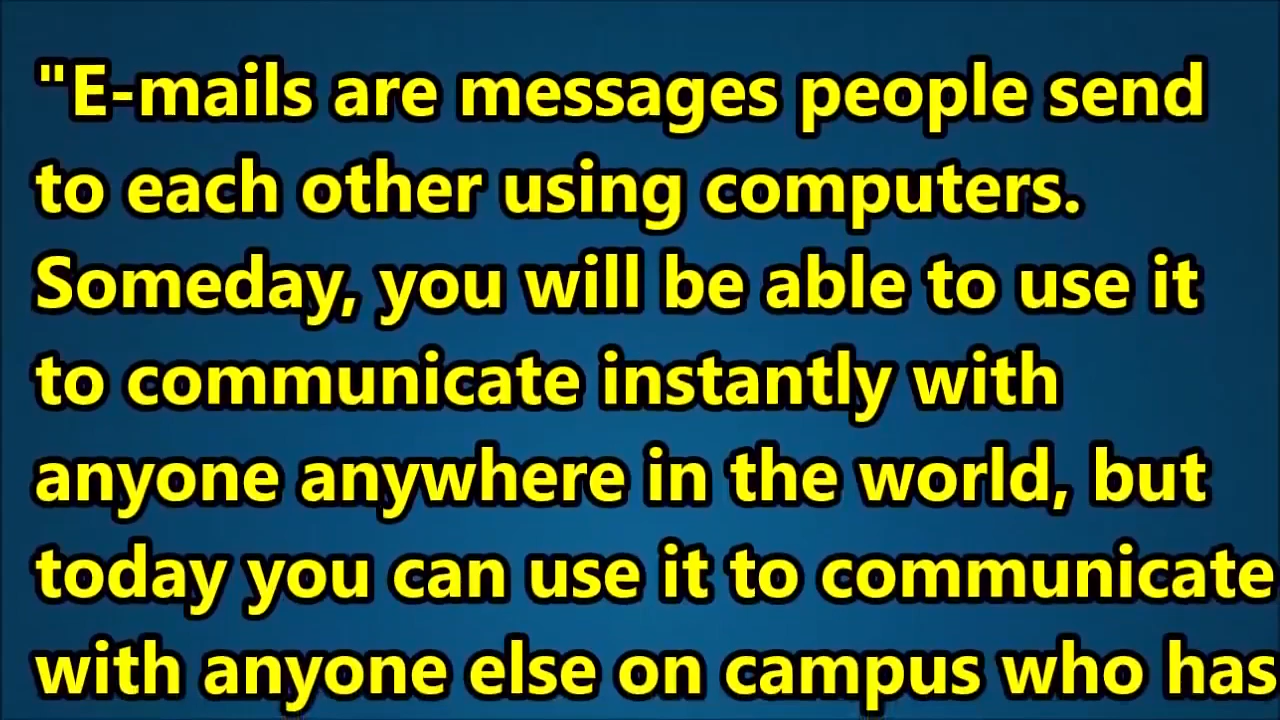 "E-mails are messages people send
to each other using computers.
Someday, you will be able to use it
to communicate instantly with
anyone anywhere in the world, but
today you can use it to communicate
with anyone else on campus who has